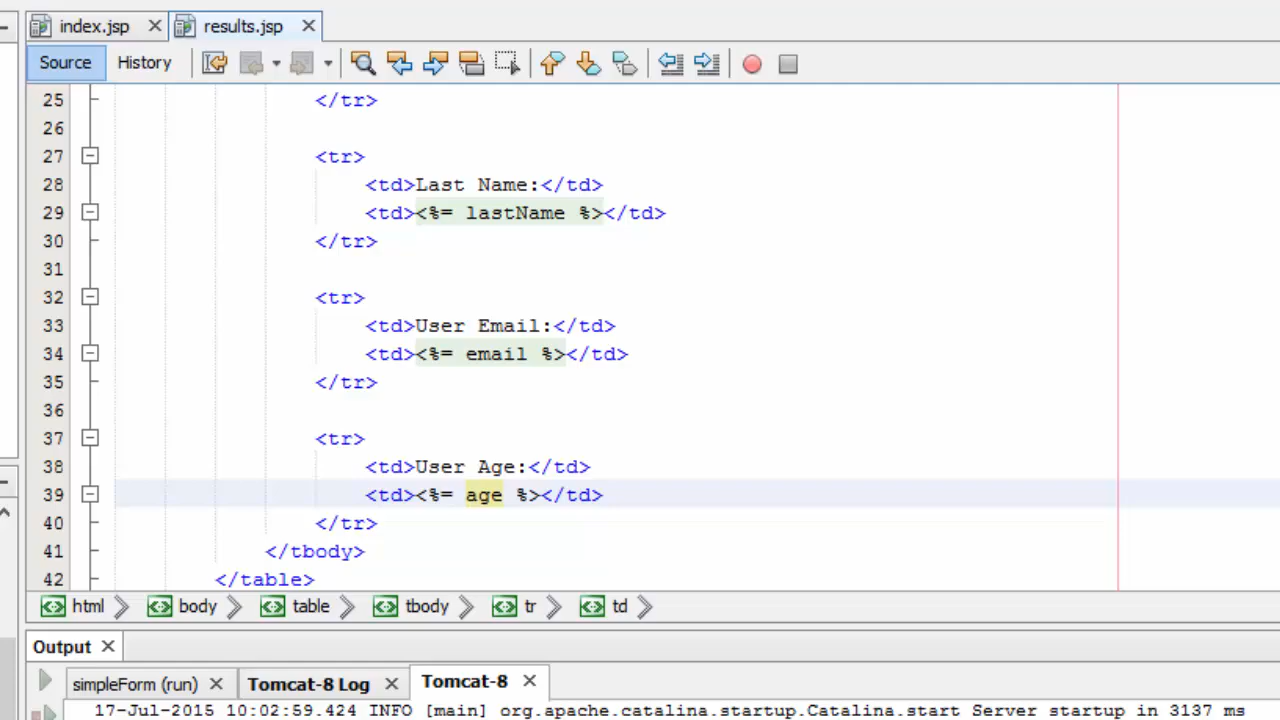 index.jsp results.jsp
Source History
25 </tr>
26
27 <tr>
28 <td>Last Name:</td>
29 <td><%= lastName %></td>
30 </tr>
31
32 <tr>
33 <td>User Email:</td>
34 <td><%= email %></td>
35 </tr>
36
37 <tr>
38 <td>User Age:</td>
39 <td><%= age %></td>
40 </tr>
41 </tbody>
42 </table>
html body table tbody tr td
Output
simpleForm (run) Tomcat-8 Log Tomcat-8
17-Jul-2015 10:02:59.424 INFO [main] org.apache.catalina.startup.Catalina.start Server startup in 3137 ms